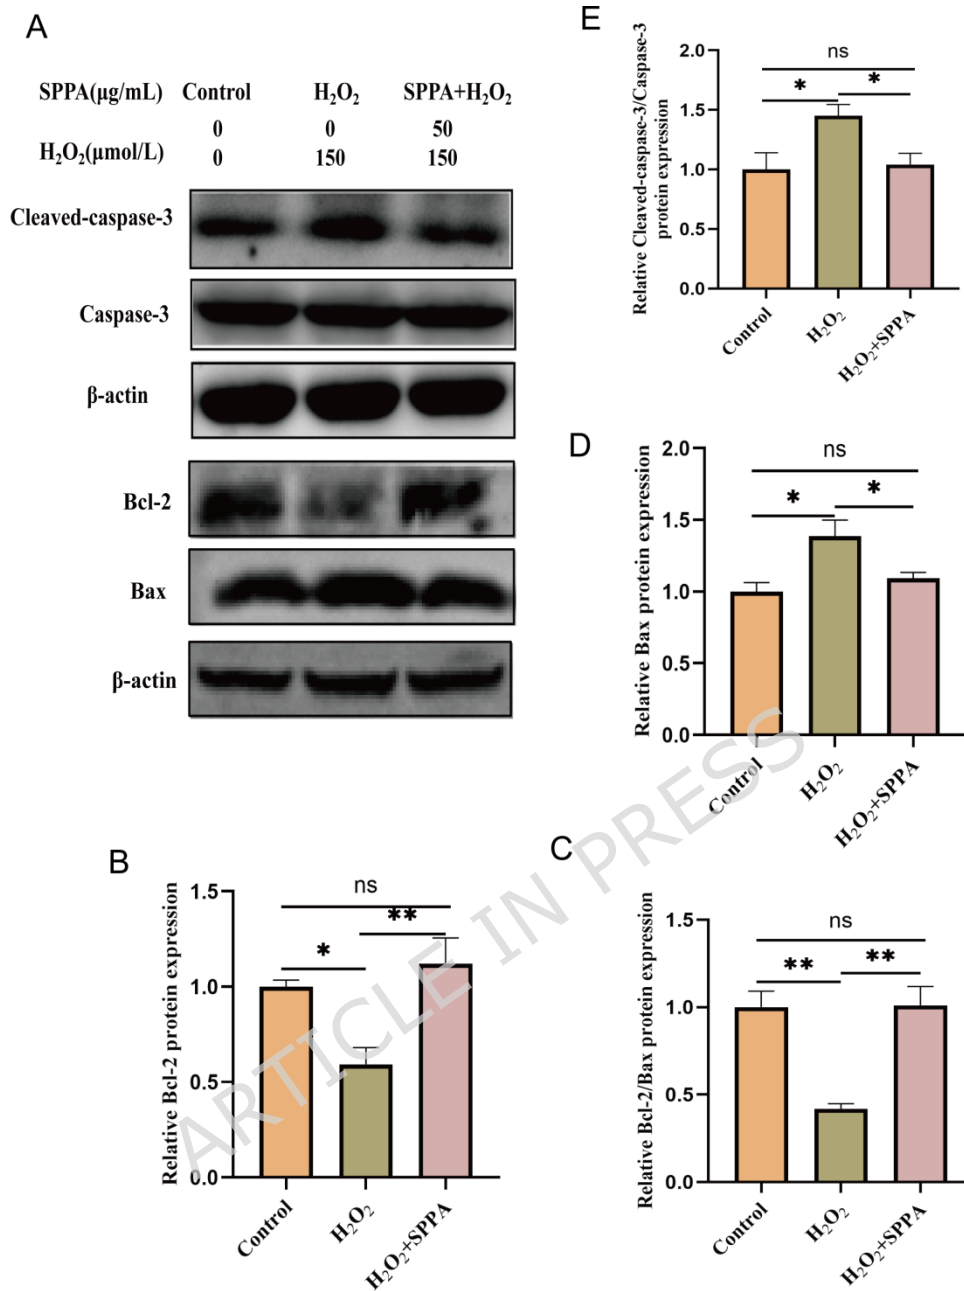 A
SPPA(μg/mL) Control H₂O₂ SPPA+H₂O₂
0 0 50
H₂O₂(μmol/L) 0 150 150
Cleaved-caspase-3
Caspase-3
β-actin
Bcl-2
Bax
β-actin
E
Relative Cleaved-caspase-3/Caspase-3
protein expression
2.0
1.5
1.0
0.5
0.0
ns
* *
Control
H₂O₂
H₂O₂+SPPA
D
Relative Bax protein expression
2.0
1.5
1.0
0.5
0.0
ns
* *
Control
H₂O₂
H₂O₂+SPPA
B
Relative Bcl-2 protein expression
1.5
1.0
0.5
0.0
ns
* **
Control
H₂O₂
H₂O₂+SPPA
C
Relative Bcl-2/Bax protein expression
1.5
1.0
0.5
0.0
ns
** **
Control
H₂O₂
H₂O₂+SPPA
ARTICLE IN PRESS